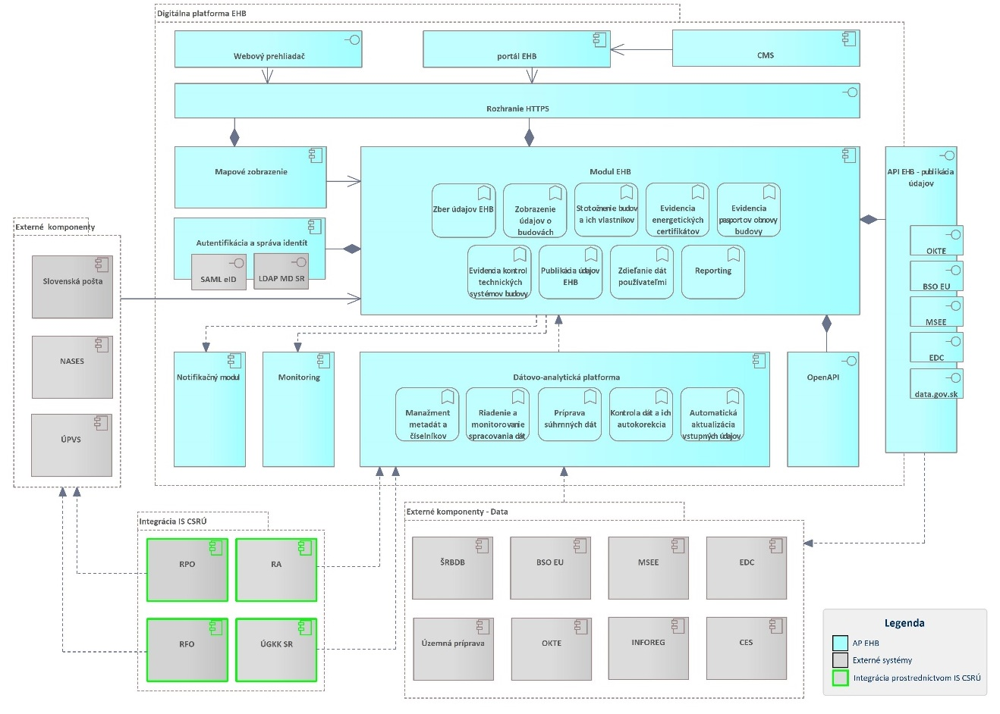 Digitálna platforma EHB
Webový prehliadač
portál EHB
CMS
Rozhranie HTTPS
Mapové zobrazenie
Modul EHB
API EHB - publikácia
údajov
Zber údajov EHB
Zobrazenie
údajov o
budovách
Stotožnenie budov
a ich vlastníkov
Evidencia
energetických
certifikátov
Evidencia
pasportov obnovy
budovy
Evidencia kontrol
technických
systémov budovy
Publikácia údajov
EHB
Zdieľanie dát
používateľmi
Reporting
Autentifikácia a správa identít
SAML eID
LDAP MD SR
OKTE
BSO EU
MSEE
EDC
data.gov.sk
Externé komponenty
Slovenská pošta
NASES
ÚPVS
Notifikačný modul
Monitoring
Dátovo-analytická platforma
Manažment
metadát a
číselníkov
Riadenie a
monitorovanie
spracovania dát
Príprava
súhrnných dát
Kontrola dát a ich
autokorekcia
Automatická
aktualizácia
vstupných údajov
OpenAPI
Integrácia IS CSRÚ
RPO
RA
RFO
ÚGKK SR
Externé komponenty - Data
ŠRBDB
BSO EU
MSEE
EDC
Územná príprava
OKTE
INFOREG
CES
Legenda
AP EHB
Externé systémy
Integrácia prostredníctvom IS CSRÚ